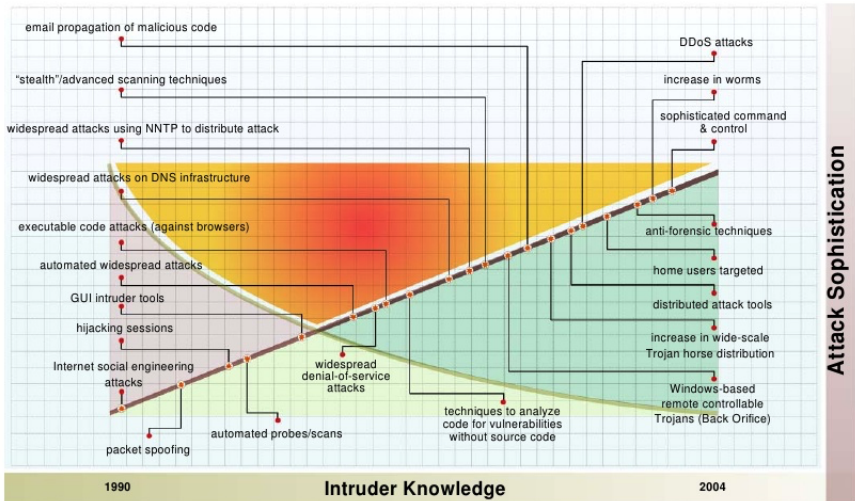 email propagation of malicious code
DDoS attacks
“stealth”/advanced scanning techniques
increase in worms
widespread attacks using NNTP to distribute attack
sophisticated command
& control
widespread attacks on DNS infrastructure
executable code attacks (against browsers)
anti-forensic techniques
automated widespread attacks
home users targeted
GUI intruder tools
distributed attack tools
hijacking sessions
increase in wide-scale
Trojan horse distribution
Internet social engineering
attacks
widespread
denial-of-service
attacks
Windows-based
remote controllable
Trojans (Back Orifice)
techniques to analyze
code for vulnerabilities
without source code
automated probes/scans
packet spoofing
Attack Sophistication
1990
Intruder Knowledge
2004